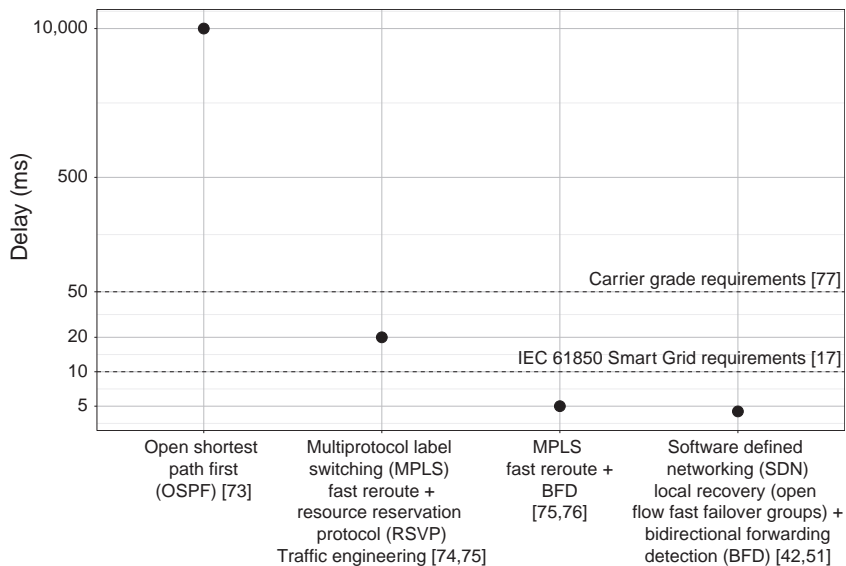 10,000
500
50
20
10
5
Delay (ms)
Carrier grade requirements [77]
IEC 61850 Smart Grid requirements [17]
Open shortest
path first
(OSPF) [73]
Multiprotocol label
switching (MPLS)
fast reroute +
resource reservation
protocol (RSVP)
Traffic engineering [74,75]
MPLS
fast reroute +
BFD
[75,76]
Software defined
networking (SDN)
local recovery (open
flow fast failover groups) +
bidirectional forwarding
detection (BFD) [42,51]